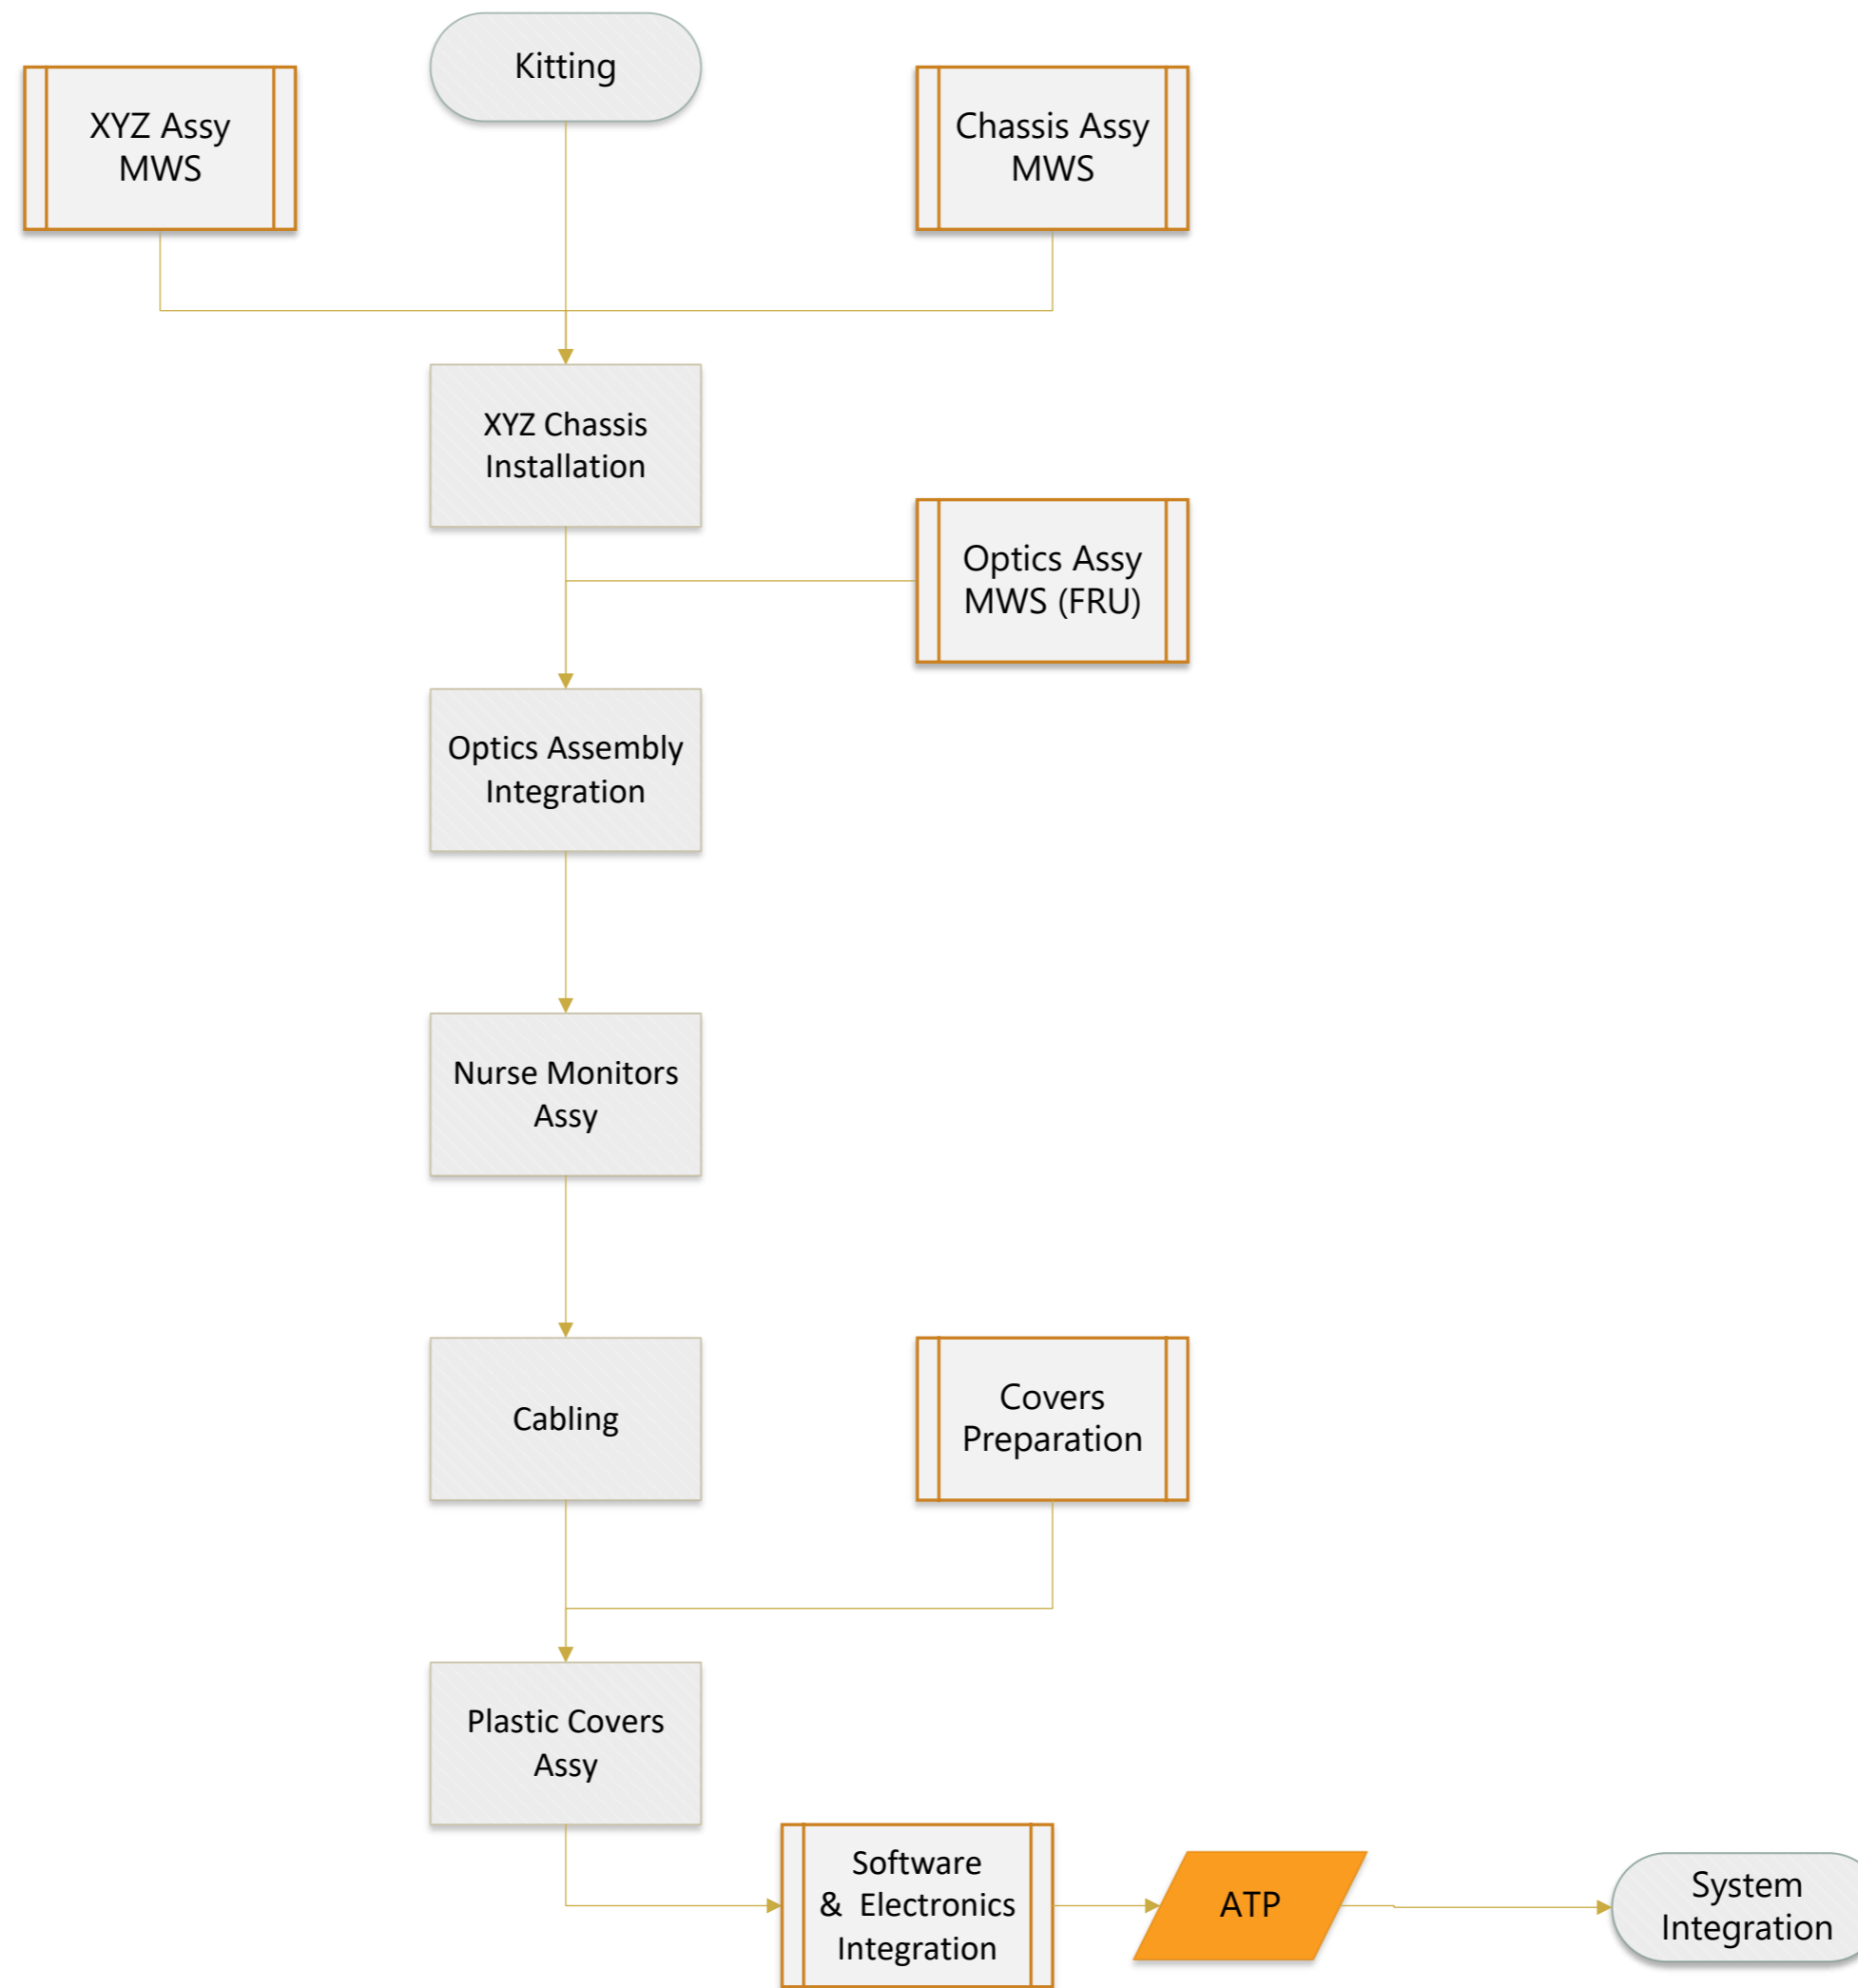 Kitting
XYZ Assy
MWS
Chassis Assy
MWS
XYZ Chassis
Installation
Optics Assy
MWS (FRU)
Optics Assembly
Integration
Nurse Monitors
Assy
Cabling
Covers
Preparation
Plastic Covers
Assy
Software
& Electronics
Integration
ATP
System
Integration